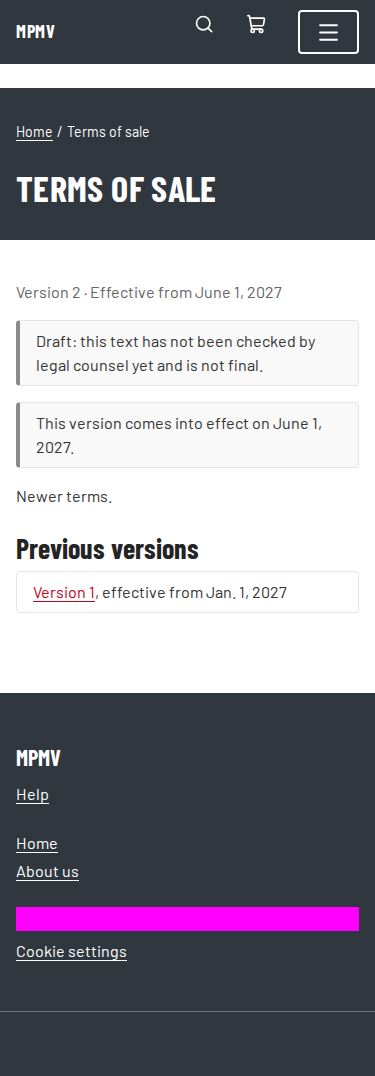 MPMV
Home / Terms of sale
TERMS OF SALE
Version 2 · Effective from June 1, 2027
Draft: this text has not been checked by
legal counsel yet and is not final.
This version comes into effect on June 1,
2027.
Newer terms.
Previous versions
Version 1, effective from Jan. 1, 2027
MPMV
Help
Home
About us
Cookie settings